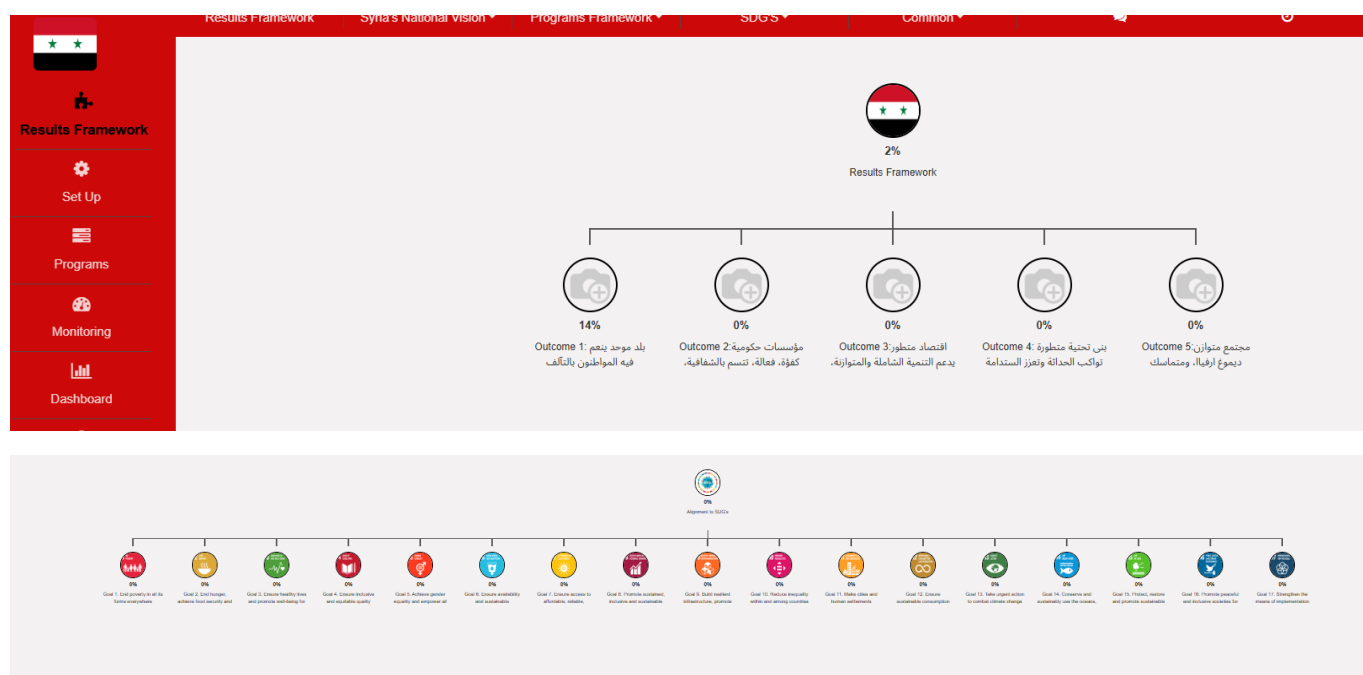 Results Framework
Syria's National Vision
Programs Framework
SDG'S
Common
Results Framework
Set Up
Programs
Monitoring
Dashboard
2%
Results Framework
14%
Outcome 1: بلد موحد ينعم
فيه المواطنون بالتآلف
0%
Outcome 2:مؤسسات حكومية
كفؤة، فعالة، تتسم بالشفافية،
0%
Outcome 3:اقتصاد متطور
يدعم التنمية الشاملة والمتوازنة،
0%
Outcome 4: بنى تحتية متطورة
تواكب الحداثة وتعزز الستدامة
0%
Outcome 5:مجتمع متوازن
ديموغ ارفياا، ومتماسك
0%
Alignment to SDG's
0%
Goal 1. End poverty in all its
forms everywhere
0%
Goal 2. End hunger,
achieve food security and
0%
Goal 3. Ensure healthy lives
and promote well-being for
0%
Goal 4. Ensure inclusive
and equitable quality
0%
Goal 5. Achieve gender
equality and empower all
0%
Goal 6. Ensure availability
and sustainable
0%
Goal 7. Ensure access to
affordable, reliable,
0%
Goal 8. Promote sustained,
inclusive and sustainable
0%
Goal 9. Build resilient
infrastructure, promote
0%
Goal 10. Reduce inequality
within and among countries
0%
Goal 11. Make cities and
human settlements
0%
Goal 12. Ensure
sustainable consumption
0%
Goal 13. Take urgent action
to combat climate change
0%
Goal 14. Conserve and
sustainably use the oceans,
0%
Goal 15. Protect, restore
and promote sustainable
0%
Goal 16. Promote peaceful
and inclusive societies for
0%
Goal 17. Strengthen the
means of implementation